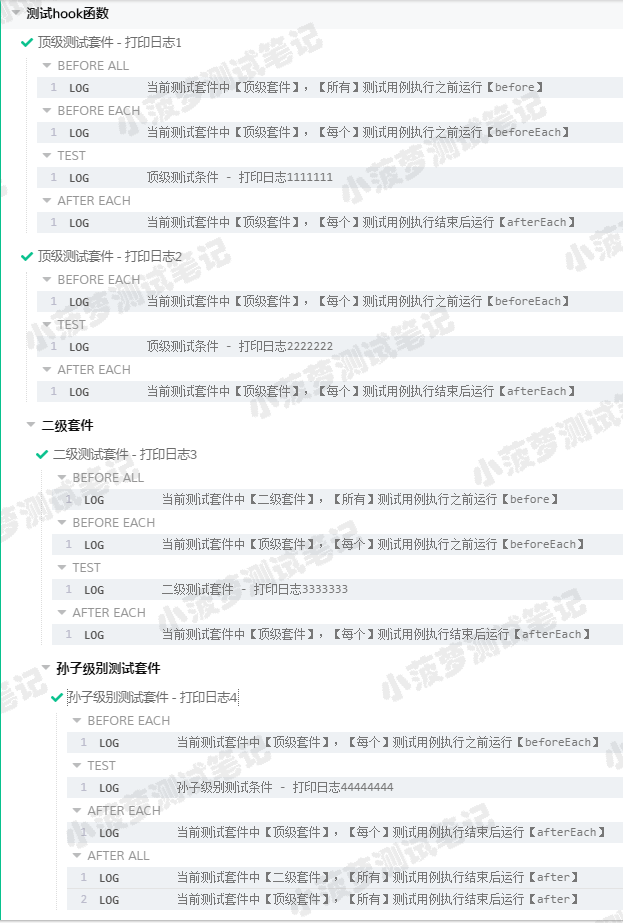 测试hook函数
顶级测试套件 - 打印日志1
BEFORE ALL
1 LOG 当前测试套件中【顶级套件】，【所有】测试用例执行之前运行【before】
BEFORE EACH
1 LOG 当前测试套件中【顶级套件】，【每个】测试用例执行之前运行【beforeEach】
TEST
1 LOG 顶级测试条件 - 打印日志1111111
AFTER EACH
1 LOG 当前测试套件中【顶级套件】，【每个】测试用例执行结束后运行【afterEach】
顶级测试套件 - 打印日志2
BEFORE EACH
1 LOG 当前测试套件中【顶级套件】，【每个】测试用例执行之前运行【beforeEach】
TEST
1 LOG 顶级测试条件 - 打印日志2222222
AFTER EACH
1 LOG 当前测试套件中【顶级套件】，【每个】测试用例执行结束后运行【afterEach】
二级套件
二级测试套件 - 打印日志3
BEFORE ALL
1 LOG 当前测试套件中【二级套件】，【所有】测试用例执行之前运行【before】
BEFORE EACH
1 LOG 当前测试套件中【顶级套件】，【每个】测试用例执行之前运行【beforeEach】
TEST
1 LOG 二级测试套件 - 打印日志3333333
AFTER EACH
1 LOG 当前测试套件中【顶级套件】，【每个】测试用例执行结束后运行【afterEach】
孙子级别测试套件
孙子级别测试套件 - 打印日志4
BEFORE EACH
1 LOG 当前测试套件中【顶级套件】，【每个】测试用例执行之前运行【beforeEach】
TEST
1 LOG 孙子级别测试条件 - 打印日志44444444
AFTER EACH
1 LOG 当前测试套件中【顶级套件】，【每个】测试用例执行结束后运行【afterEach】
AFTER ALL
1 LOG 当前测试套件中【二级套件】，【所有】测试用例执行结束后运行【after】
2 LOG 当前测试套件中【顶级套件】，【所有】测试用例执行结束后运行【after】
小菠萝测试笔记